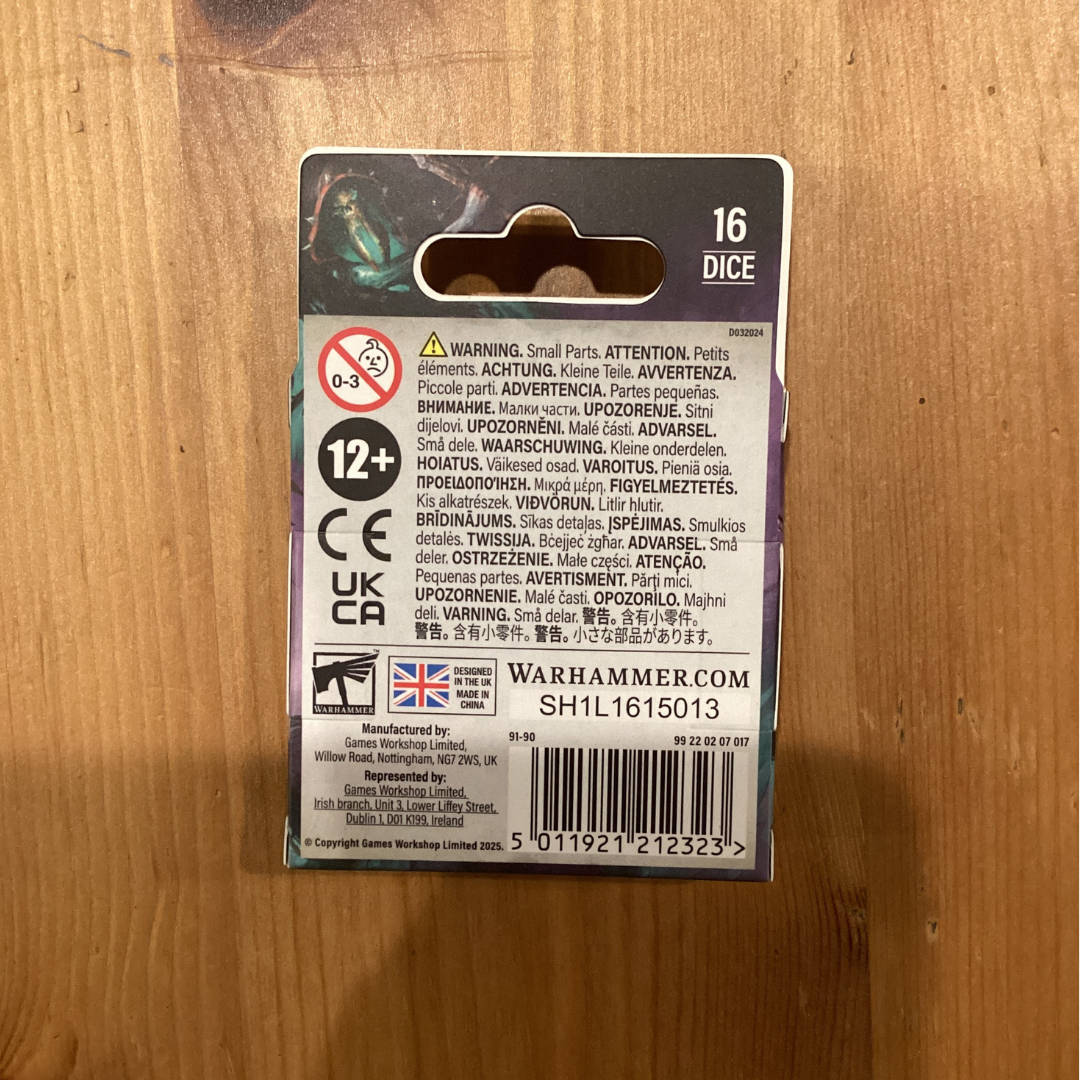 16
DICE
D032024
0-3
WARNING. Small Parts. ATTENTION. Petits
éléments. ACHTUNG. Kleine Teile. AVVERTENZA.
Piccole parti. ADVERTENCIA. Partes pequeñas.
ВНИМАНИЕ. Малки части. UPOZORENJE. Sitni
dijelovi. UPOZORNĚNI. Malé části. ADVARSEL.
Små dele. WAARSCHUWING. Kleine onderdelen.
HOIATUS. Väikesed osad. VAROITUS. Pieniä osia.
ΠΡΟΕΙΔΟΠΟΊΗΣΗ. Μικρά μέρη. FIGYELMEZTETÉS.
Kis alkatrészek. VIÐVÖRUN. Litlir hlutir.
BRĪDINĀJUMS. Sīkas detaļas. ĮSPĖJIMAS. Smulkios
detalės. TWISSIJA. Bċejjeċ żgħar. ADVARSEL. Små
deler. OSTRZEŻENIE. Małe części. ATENÇÃO.
Pequenas partes. AVERTISMENT. Părți mici.
UPOZORNENIE. Malé časti. OPOZORILO. Majhni
deli. VARNING. Små delar. 警告。含有小零件。
警告。含有小零件。警告。小さな部品があります。
12+
CE
UK
CA
WARHAMMER
TM
DESIGNED
IN THE UK
MADE IN
CHINA
WARHAMMER.COM
SH1L1615013
Manufactured by:
Games Workshop Limited,
Willow Road, Nottingham, NG7 2WS, UK
Represented by:
Games Workshop Limited,
Irish branch, Unit 3, Lower Liffey Street,
Dublin 1, D01 K199, Ireland
© Copyright Games Workshop Limited 2025.
91-90
99 22 02 07 017
5 011921 212323 >